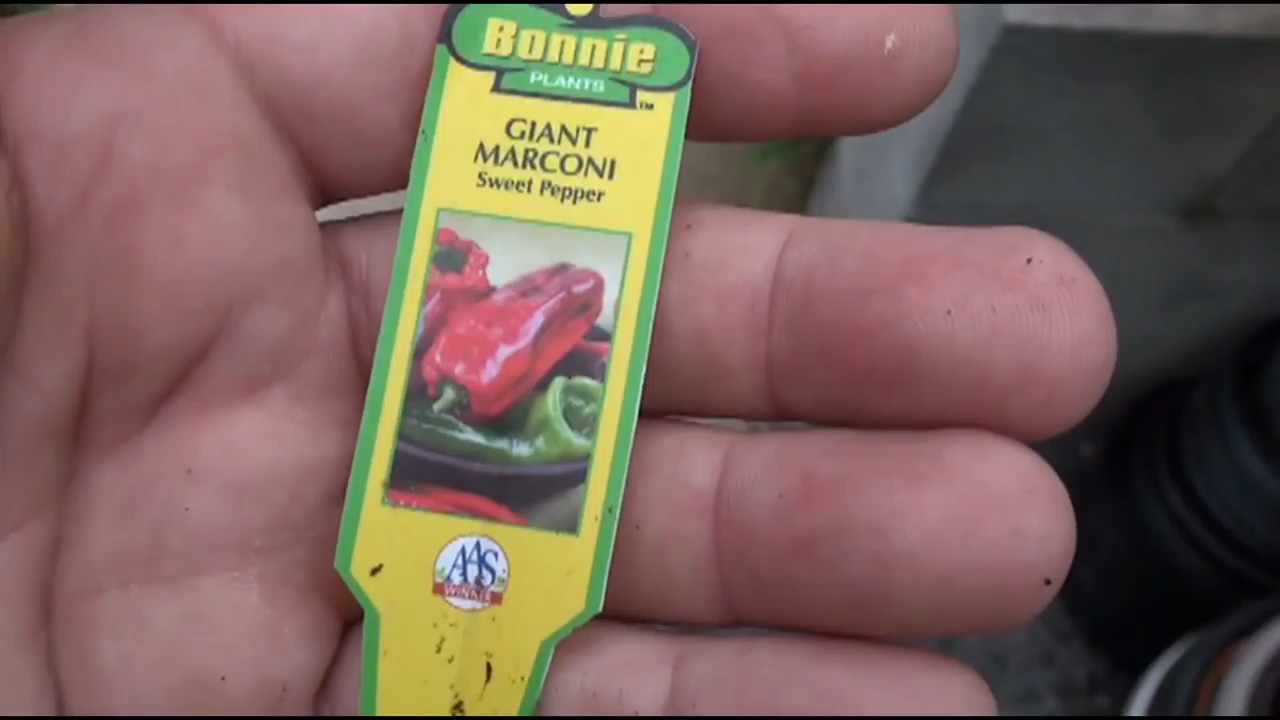 Bonnie
PLANTS
™
GIANT
MARCONI
Sweet Pepper
AAS
WINNER